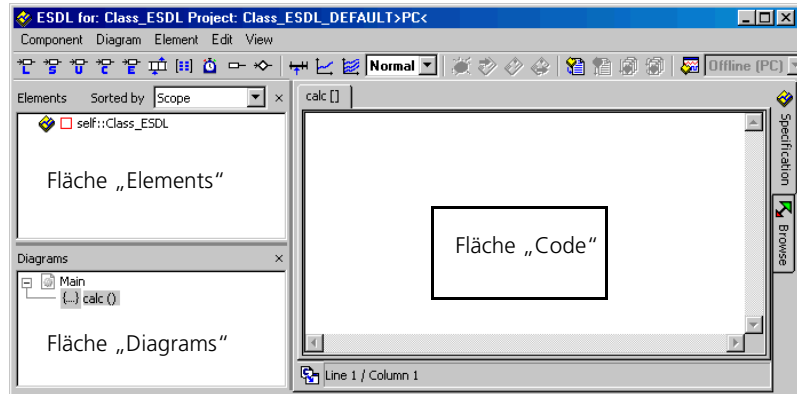 ESDL for: Class_ESDL Project: Class_ESDL_DEFAULT>PC<
Component Diagram Element Edit View
Normal Offline (PC)
Elements Sorted by Scope
self::Class_ESDL
Fläche „Elements“
Diagrams
Main
{...} calc ()
Fläche „Diagrams“
calc []
Fläche „Code“
Line 1 / Column 1
Specification
Browse